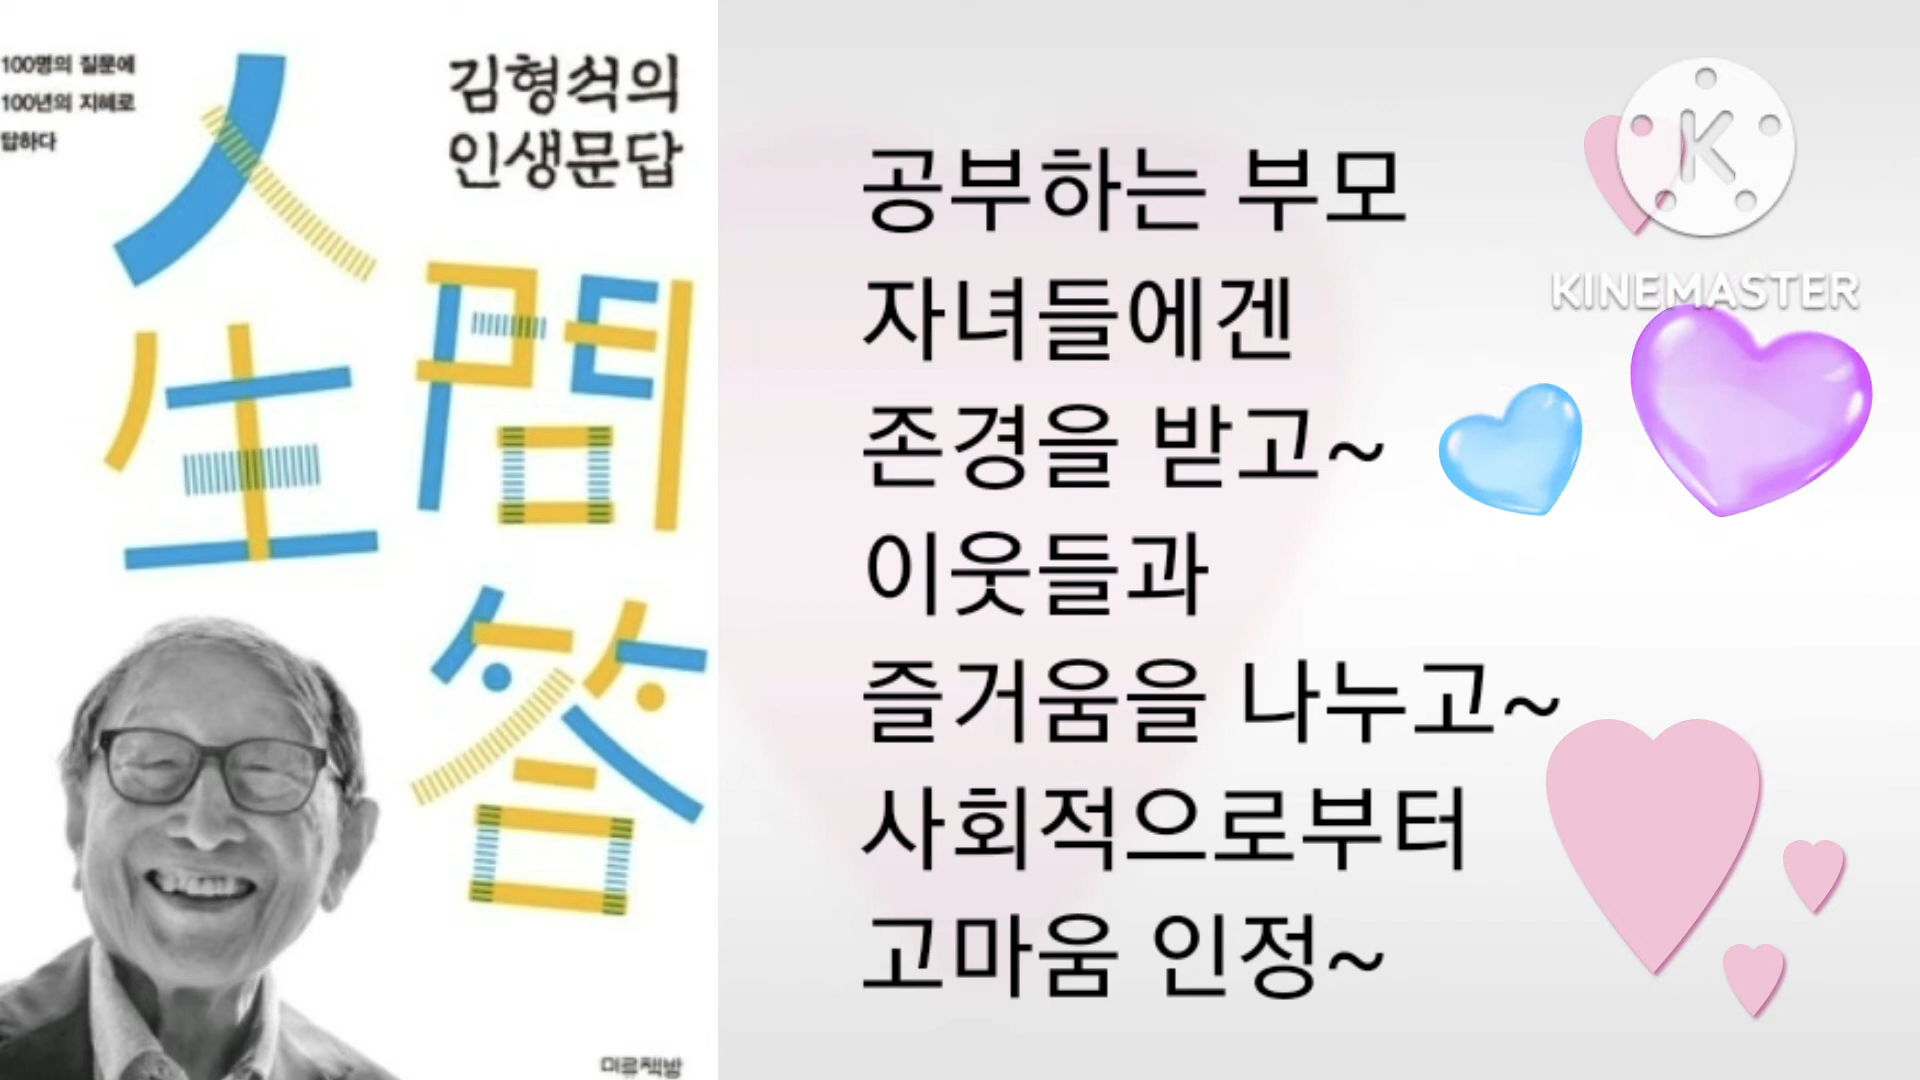 100명의 질문에
100년의 지혜로
답하다
김형석의
인생문답
人
生
問
答
미류책방
공부하는 부모
자녀들에겐
존경을 받고~
이웃들과
즐거움을 나누고~
사회적으로부터
고마움 인정~
K
KINEMASTER